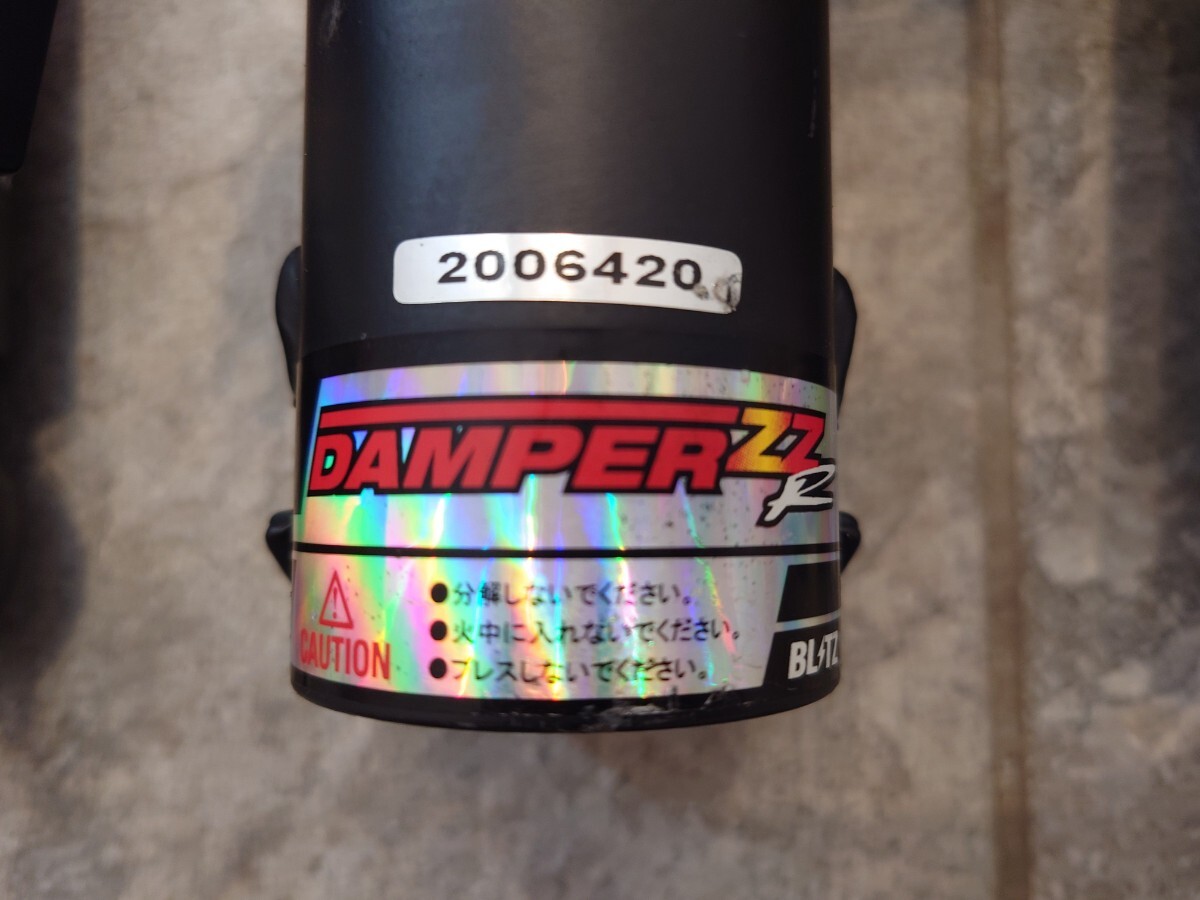 2006420
DAMPER ZZ R
CAUTION
●分解しないでください。
●火中に入れないでください。
●プレスしないでください。
BLITZ